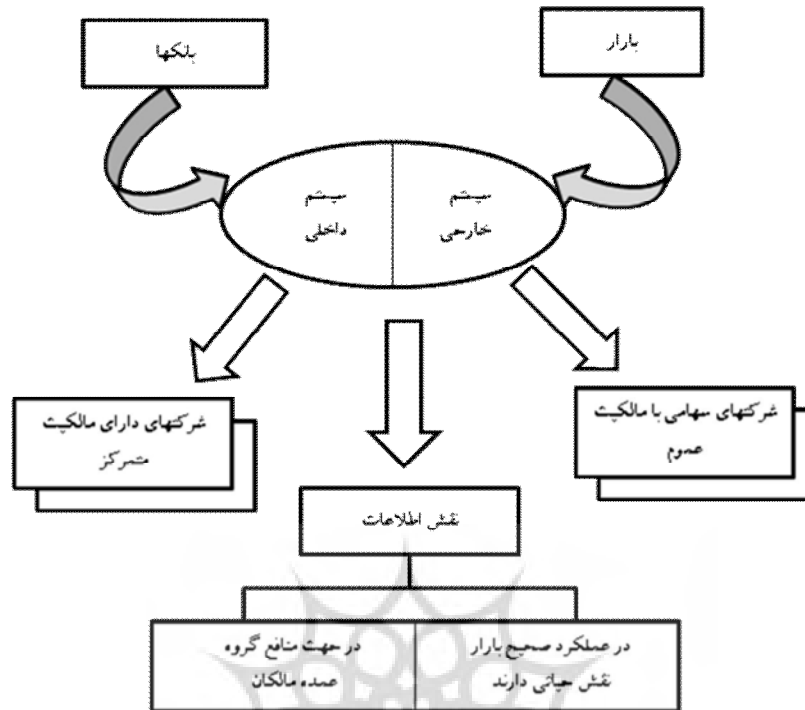 بازار
بانکها
سیستم
خارجی
سیستم
داخلی
شرکتهای سهامی با مالکیت
عموم
شرکتهای دارای مالکیت
متمرکز
نقش اطلاعات
در عملکرد صحیح بازار
نقش حیاتی دارند
در جهت منافع گروه
عمده مالکان